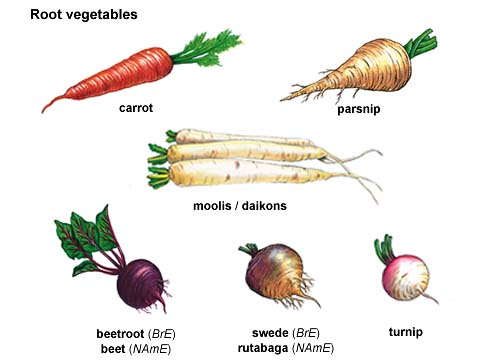 Root vegetables
carrot
parsnip
moolis / daikons
beetroot (BrE)
beet (NAmE)
swede (BrE)
rutabaga (NAmE)
turnip